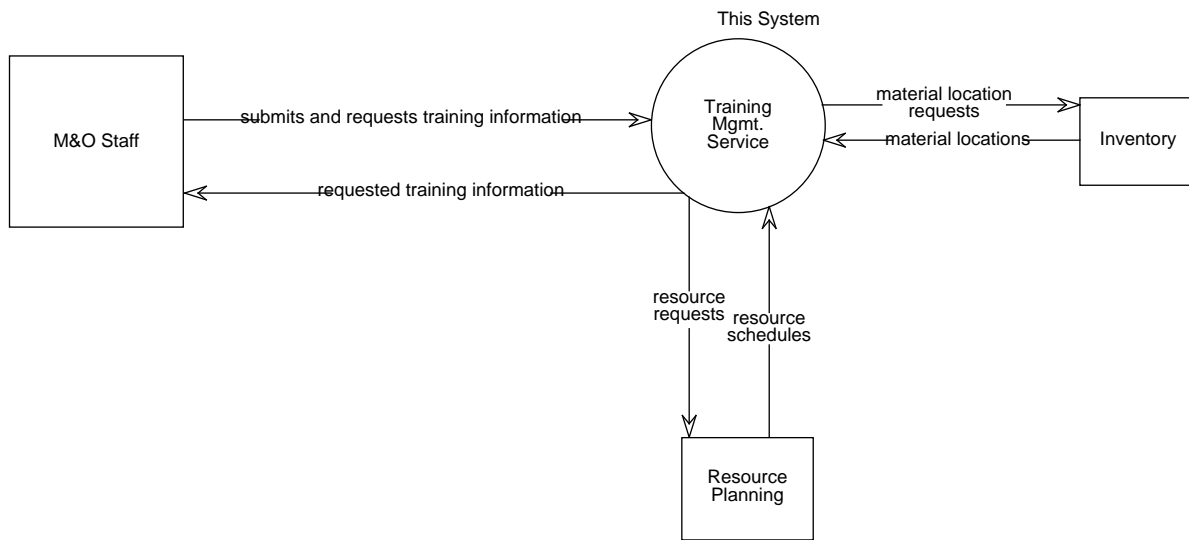 This System
M&O Staff
submits and requests training information
requested training information
Training
Mgmt.
Service
material location
requests
material locations
Inventory
resource
requests
resource
schedules
Resource
Planning